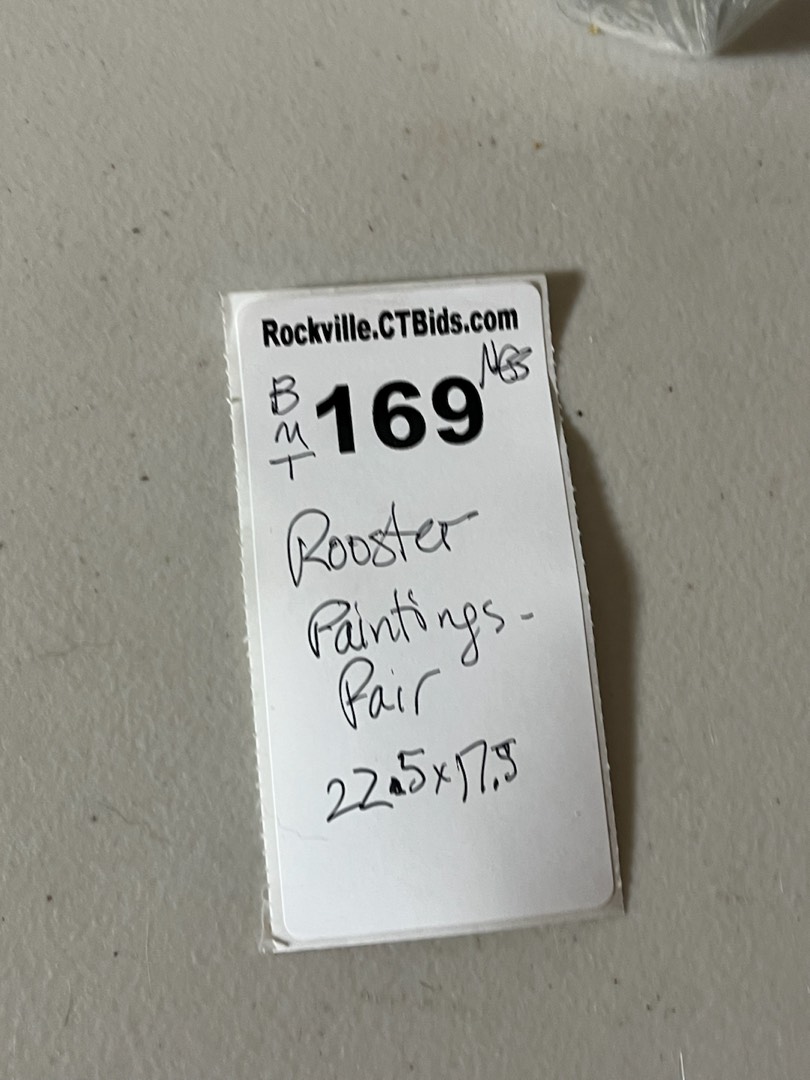 Rockville.CTBids.com
B
M
T
169
Rooster
Paintings-
Pair
22.5x17.5